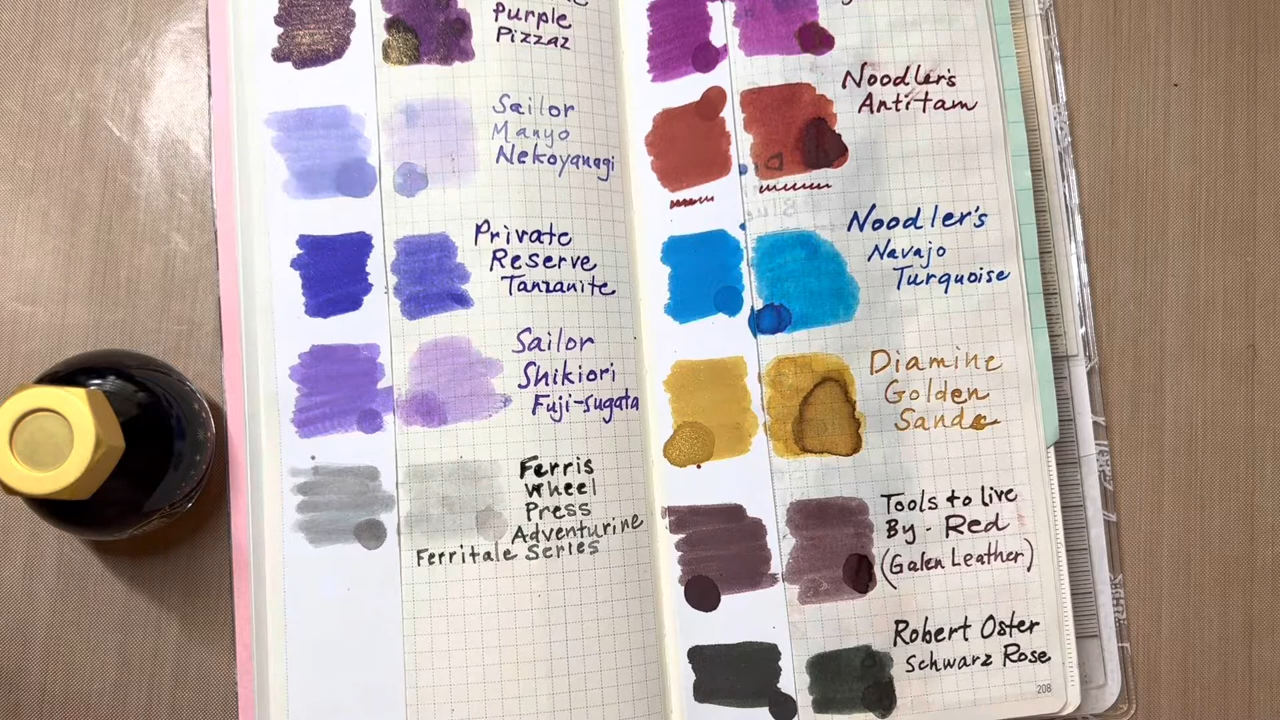 Purple
Pizzaz
Sailor
Manyo
Nekoyanagi
Private
Reserve
Tanzanite
Sailor
Shikiori
Fuji-sugata
Ferris
Wheel
Press
Adventurine
Ferritale Series
Noodler's
Antitam
Noodler's
Navajo
Turquoise
Diamine
Golden
Sands
Tools to live
By - Red
(Galen Leather)
Robert Oster
Schwarz Rose
208